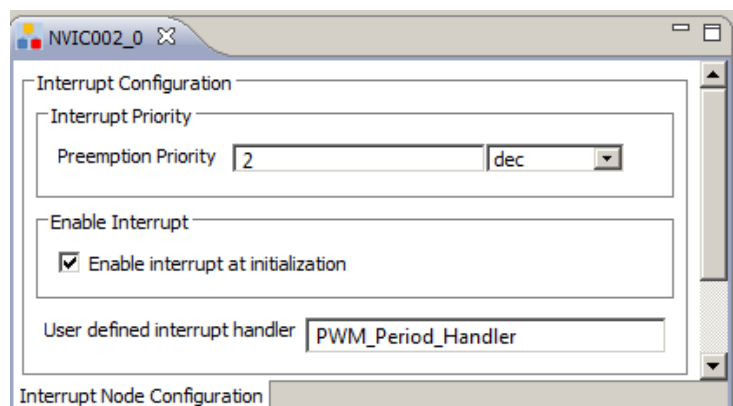 NVIC002_0
Interrupt Configuration
Interrupt Priority
Preemption Priority 2 dec
Enable Interrupt
Enable interrupt at initialization
User defined interrupt handler PWM_Period_Handler
Interrupt Node Configuration